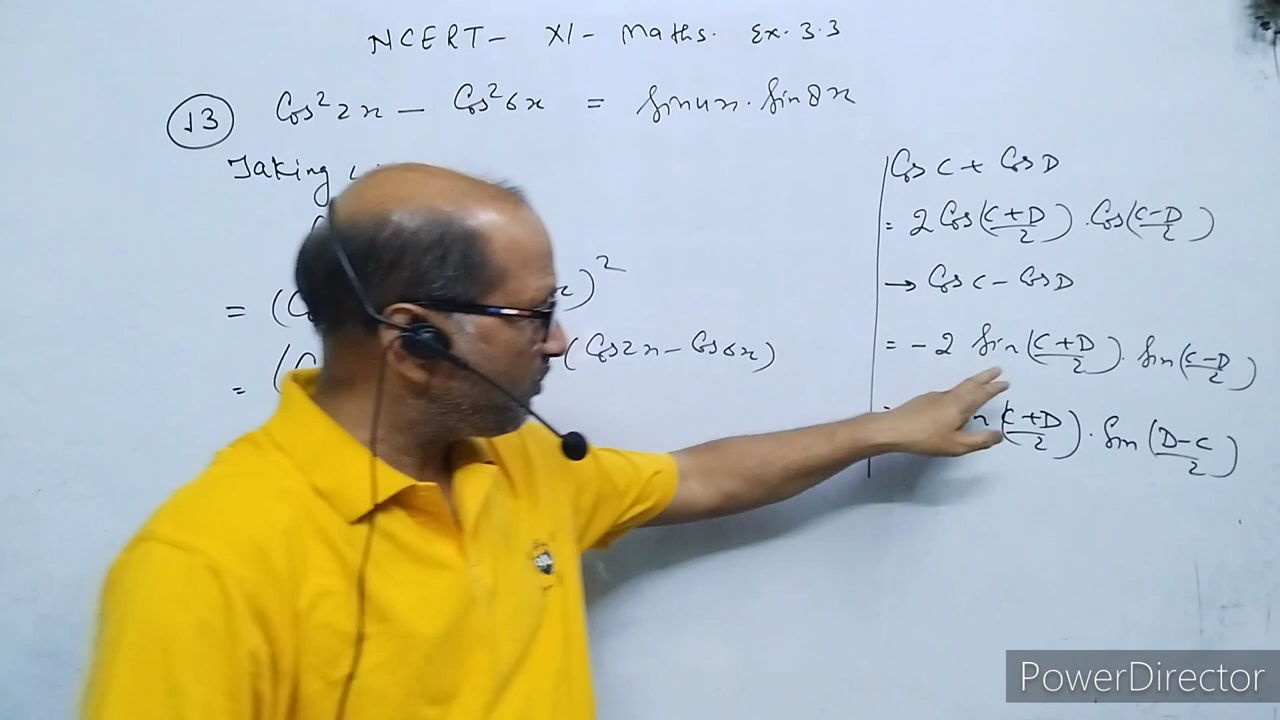 NCERT- XI- Maths. Ex. 3.3
13 Cos²2x - Cos²6x = Sin4x. Sin8x
Taking
= ( x)²
= ( (Cos2x - Cos6x)
Cos C + Cos D
= 2 Cos(C+D/2) . Cos(C-D/2)
→ Cos C - Cos D
= - 2 Sin(C+D/2) . Sin(C-D/2)
(C+D/2) . Sin(D-C/2)
PowerDirector